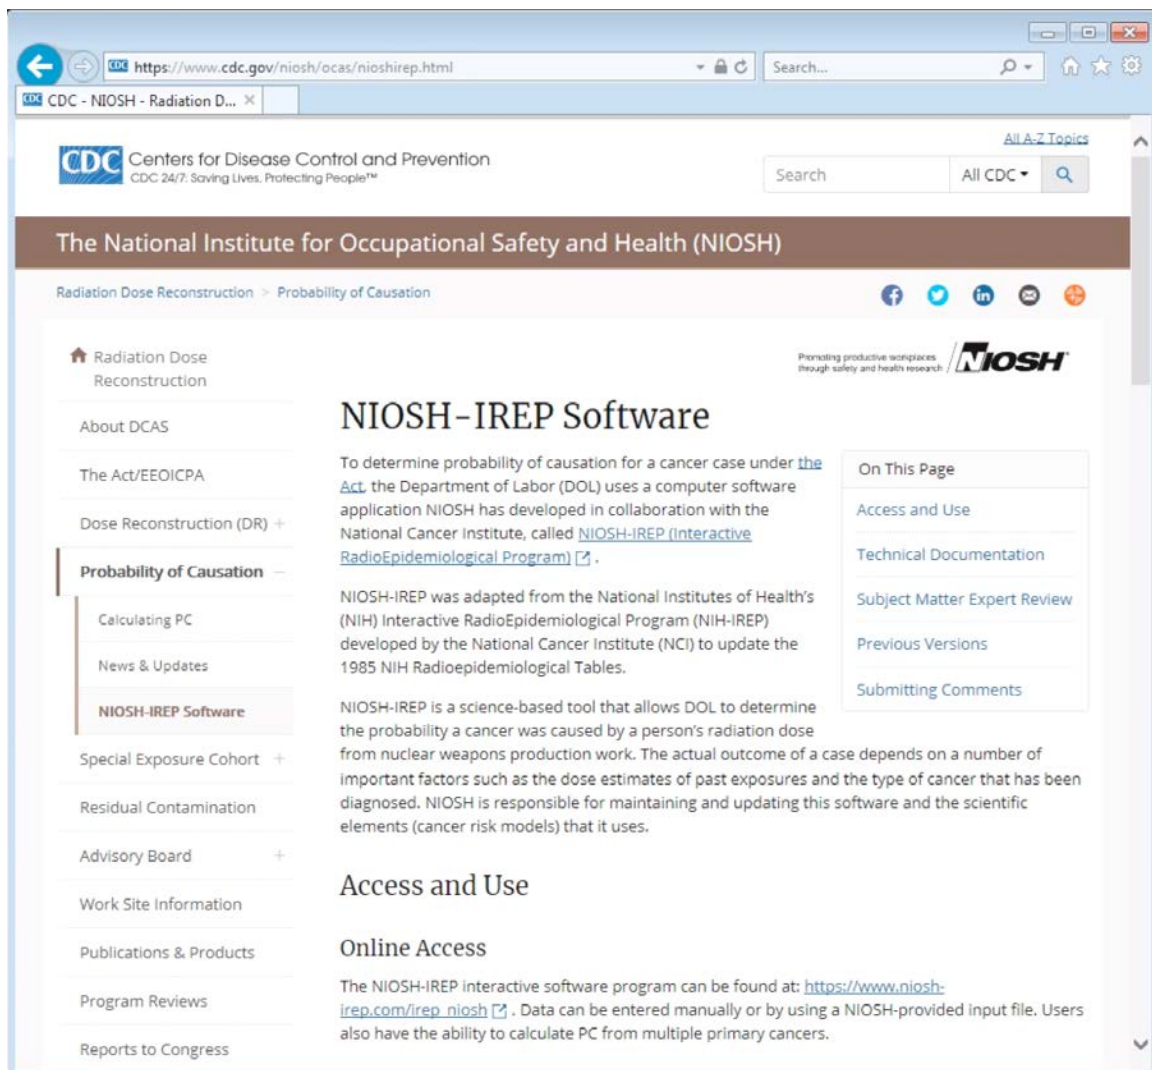 https://www.cdc.gov/niosh/ocas/nioshirep.html
Search...
CDC - NIOSH - Radiation D...
All A-Z Topics
CDC
Centers for Disease Control and Prevention
CDC 24/7: Saving Lives, Protecting People™
Search
All CDC
The National Institute for Occupational Safety and Health (NIOSH)
Radiation Dose Reconstruction > Probability of Causation
Promoting productive workplaces
through safety and health research
NIOSH
Radiation Dose
Reconstruction
About DCAS
The Act/EEOICPA
Dose Reconstruction (DR) +
Probability of Causation −
Calculating PC
News & Updates
NIOSH-IREP Software
Special Exposure Cohort +
Residual Contamination
Advisory Board +
Work Site Information
Publications & Products
Program Reviews
Reports to Congress
NIOSH-IREP Software
To determine probability of causation for a cancer case under the
Act, the Department of Labor (DOL) uses a computer software
application NIOSH has developed in collaboration with the
National Cancer Institute, called NIOSH-IREP (Interactive
RadioEpidemiological Program) .
NIOSH-IREP was adapted from the National Institutes of Health's
(NIH) Interactive RadioEpidemiological Program (NIH-IREP)
developed by the National Cancer Institute (NCI) to update the
1985 NIH Radioepidemiological Tables.
NIOSH-IREP is a science-based tool that allows DOL to determine
the probability a cancer was caused by a person's radiation dose
from nuclear weapons production work. The actual outcome of a case depends on a number of
important factors such as the dose estimates of past exposures and the type of cancer that has been
diagnosed. NIOSH is responsible for maintaining and updating this software and the scientific
elements (cancer risk models) that it uses.
On This Page
Access and Use
Technical Documentation
Subject Matter Expert Review
Previous Versions
Submitting Comments
Access and Use
Online Access
The NIOSH-IREP interactive software program can be found at: https://www.niosh-
irep.com/irep_niosh . Data can be entered manually or by using a NIOSH-provided input file. Users
also have the ability to calculate PC from multiple primary cancers.